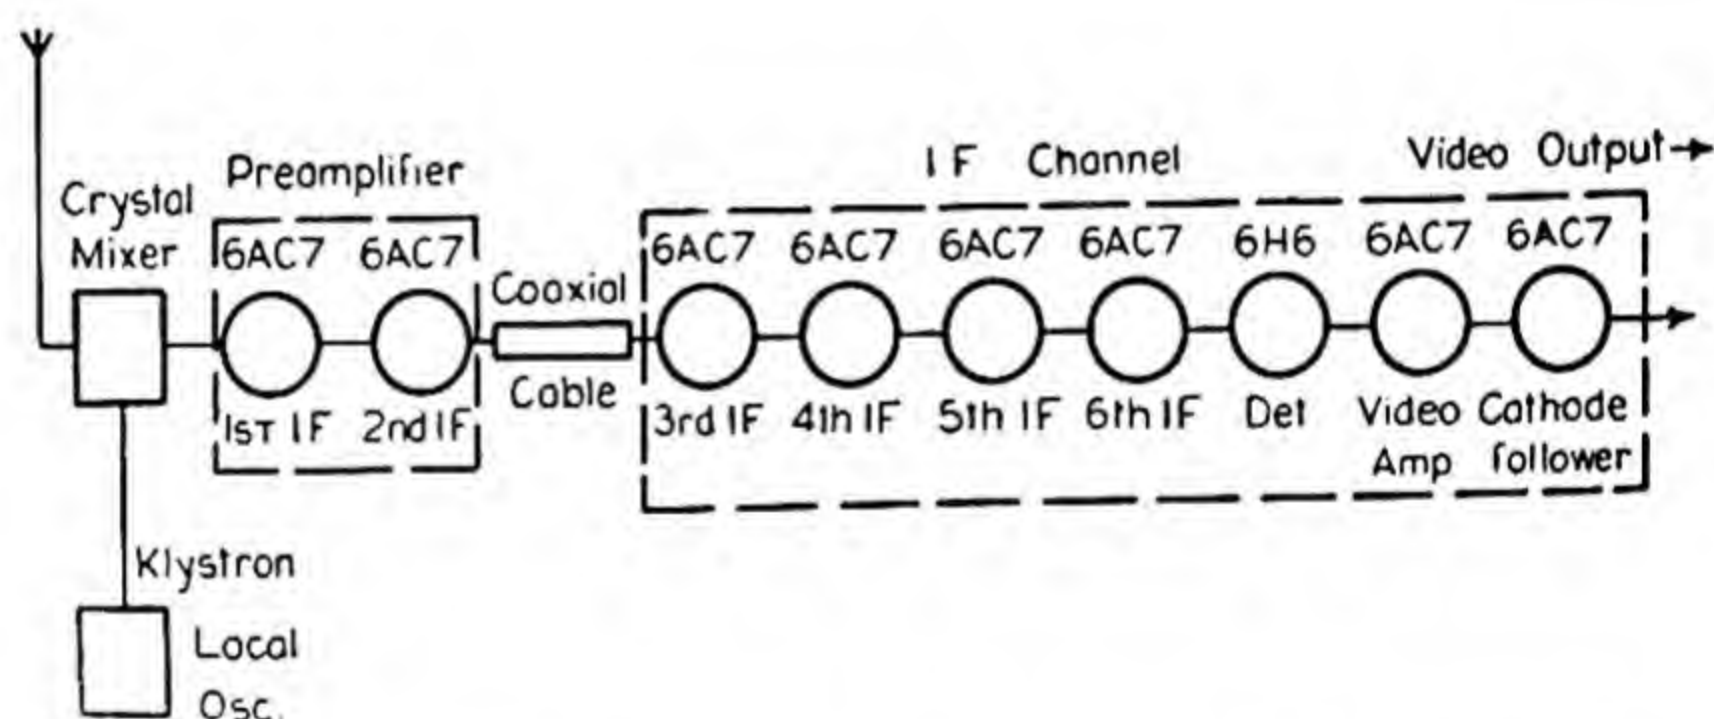 Crystal
Mixer
Preamplifier
6AC7 6AC7
1ST IF 2nd IF
Coaxial
Cable
IF Channel
Video Output
6AC7 6AC7 6AC7 6AC7 6H6 6AC7 6AC7
3rd IF 4th IF 5th IF 6th IF Det Video Cathode
Amp follower
Klystron
Local
Osc.